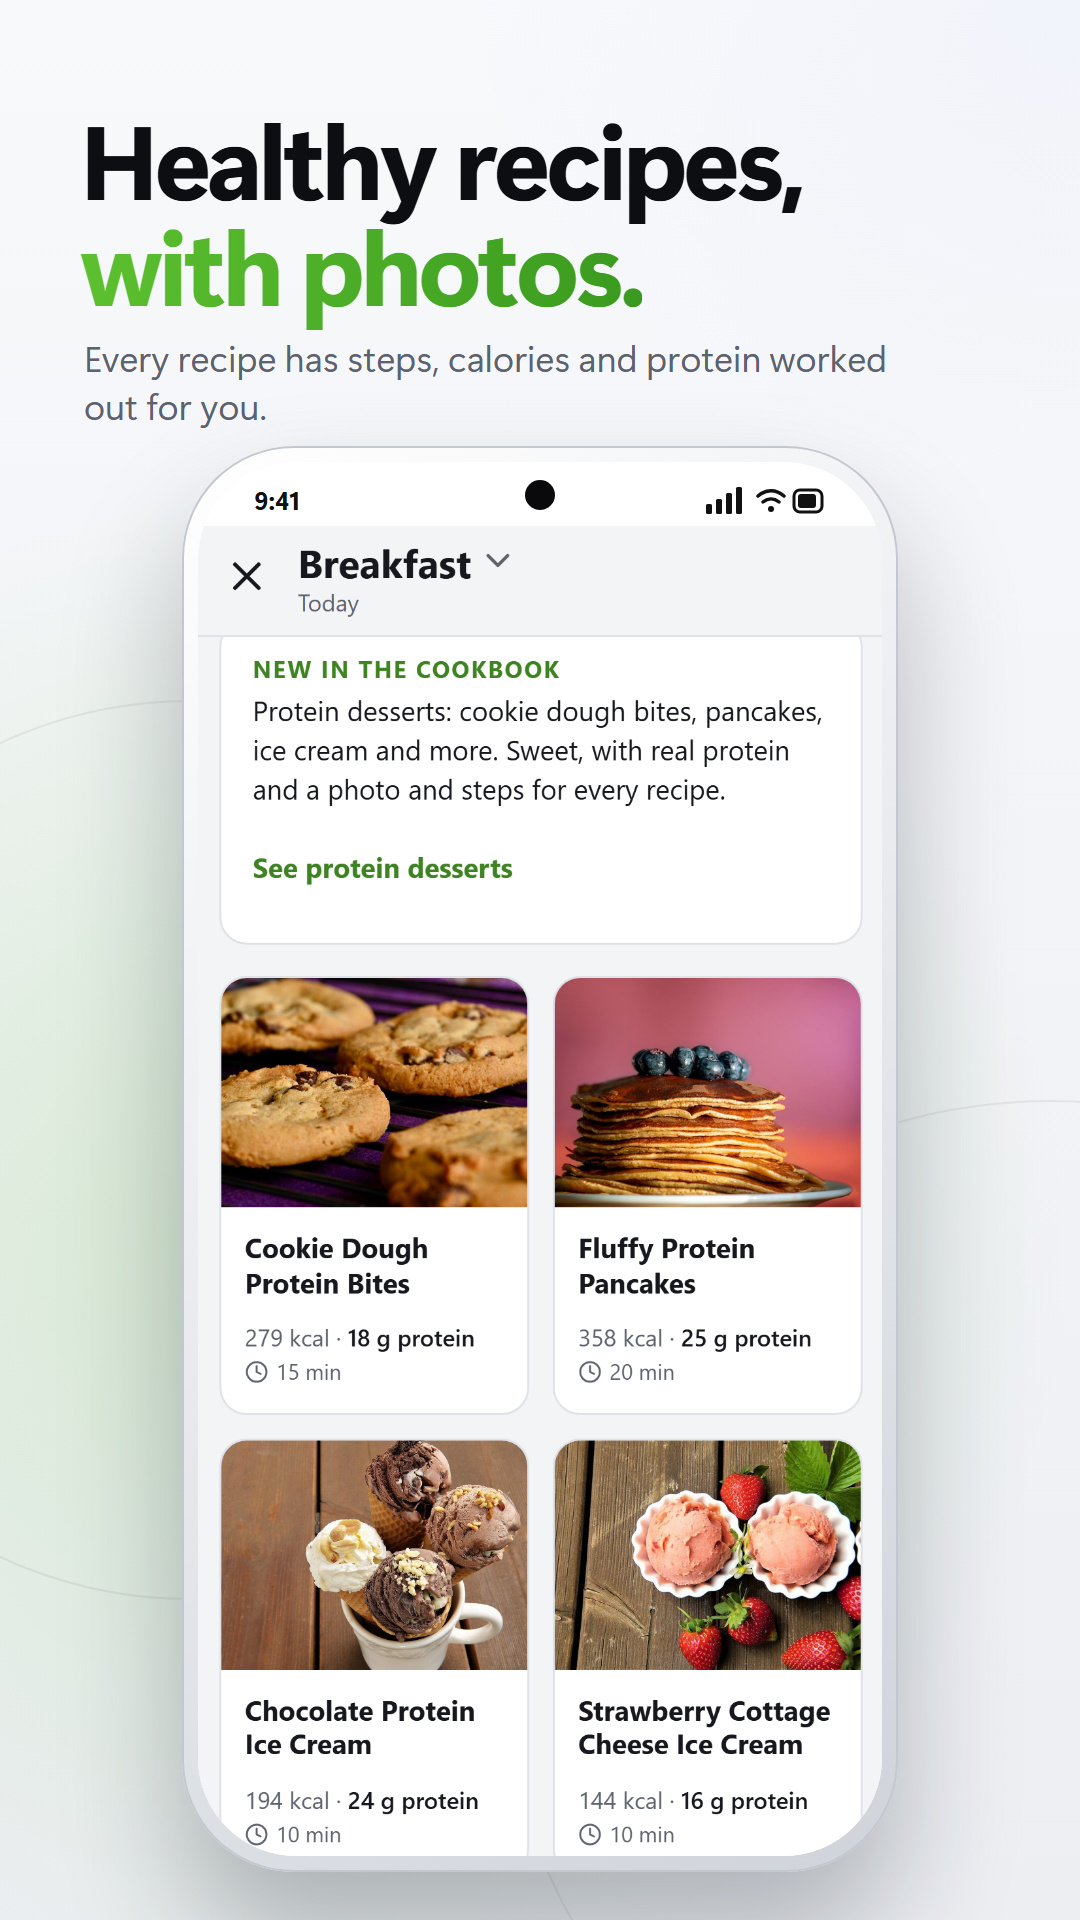 Healthy recipes,
with photos.
Every recipe has steps, calories and protein worked
out for you.
9:41
Breakfast
Today
NEW IN THE COOKBOOK
Protein desserts: cookie dough bites, pancakes,
ice cream and more. Sweet, with real protein
and a photo and steps for every recipe.
See protein desserts
Cookie Dough
Protein Bites
279 kcal · 18 g protein
15 min
Fluffy Protein
Pancakes
358 kcal · 25 g protein
20 min
Chocolate Protein
Ice Cream
194 kcal · 24 g protein
10 min
Strawberry Cottage
Cheese Ice Cream
144 kcal · 16 g protein
10 min